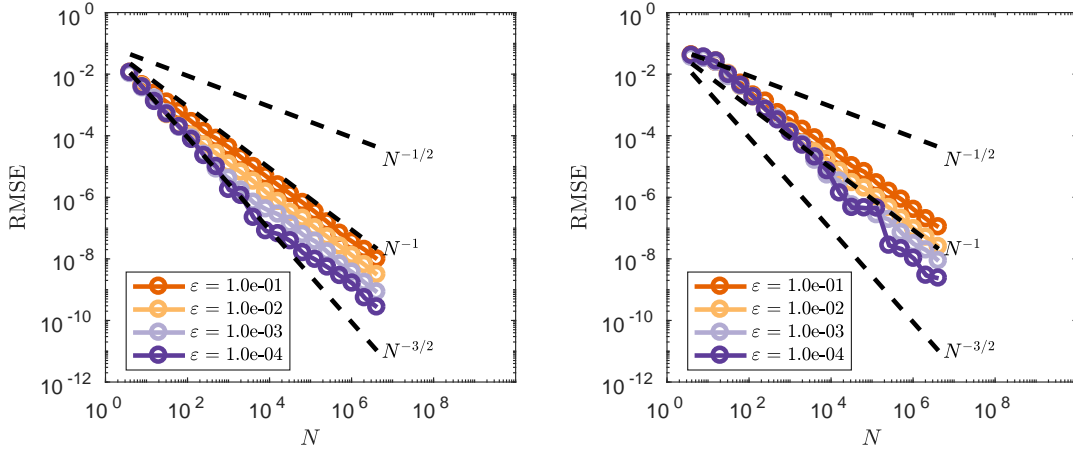 10^0
10^-2
10^-4
10^-6
10^-8
10^-10
10^-12
RMSE
N^{-1/2}
N^{-1}
N^{-3/2}
ε = 1.0e-01
ε = 1.0e-02
ε = 1.0e-03
ε = 1.0e-04
10^0 10^2 10^4 10^6 10^8
N
10^0
10^-2
10^-4
10^-6
10^-8
10^-10
10^-12
RMSE
N^{-1/2}
N^{-1}
N^{-3/2}
ε = 1.0e-01
ε = 1.0e-02
ε = 1.0e-03
ε = 1.0e-04
10^0 10^2 10^4 10^6 10^8
N